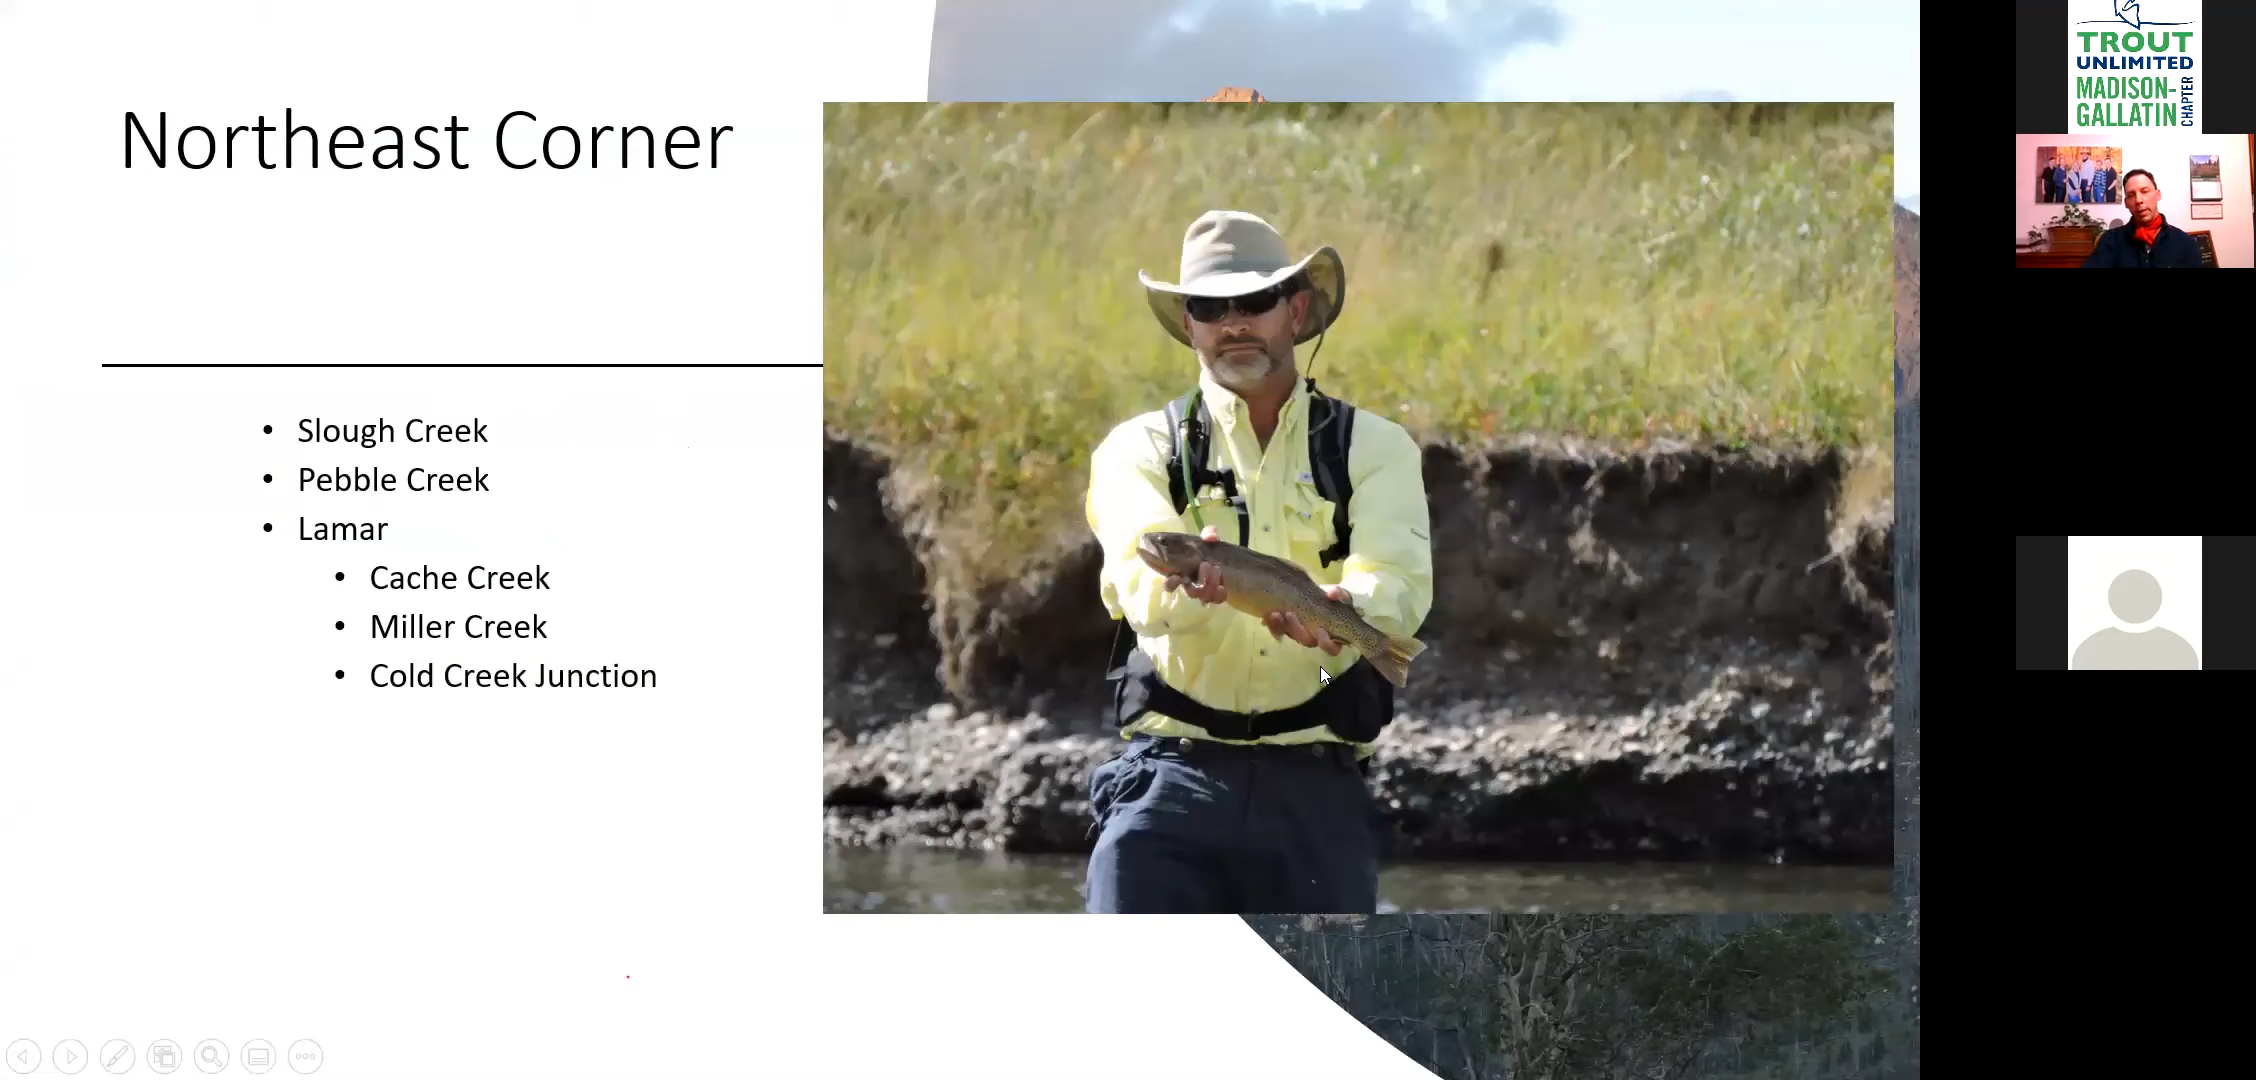 Northeast Corner
• Slough Creek
• Pebble Creek
• Lamar
• Cache Creek
• Miller Creek
• Cold Creek Junction
TROUT
UNLIMITED
MADISON-
GALLATIN
CHAPTER